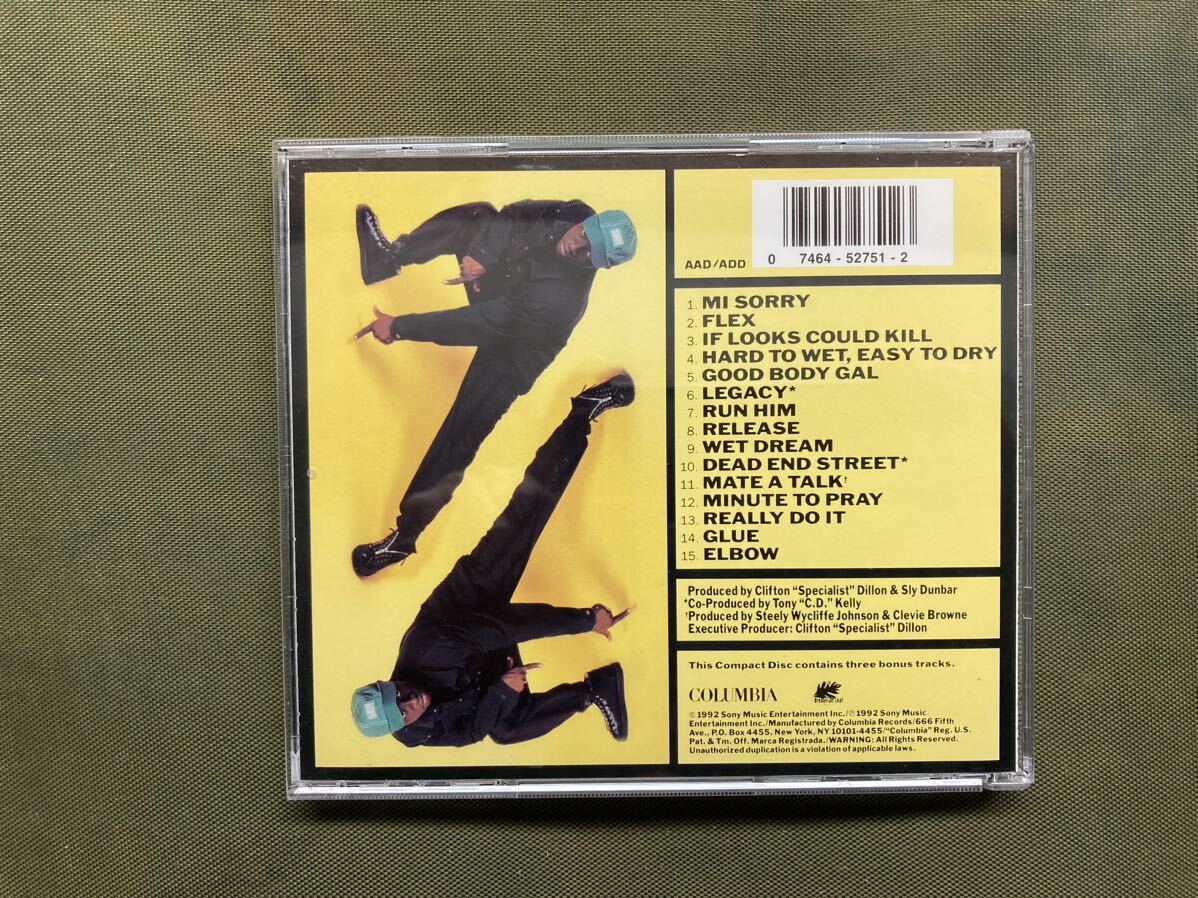 AAD/ADD
0 7464-52751-2
1. MI SORRY
2. FLEX
3. IF LOOKS COULD KILL
4. HARD TO WET, EASY TO DRY
5. GOOD BODY GAL
6. LEGACY*
7. RUN HIM
8. RELEASE
9. WET DREAM
10. DEAD END STREET*
11. MATE A TALK†
12. MINUTE TO PRAY
13. REALLY DO IT
14. GLUE
15. ELBOW
Produced by Clifton “Specialist” Dillon & Sly Dunbar
*Co-Produced by Tony “C.D.” Kelly
†Produced by Steely Wycliffe Johnson & Clevie Browne
Executive Producer: Clifton “Specialist” Dillon
This Compact Disc contains three bonus tracks.
COLUMBIA
© 1992 Sony Music Entertainment Inc./℗ 1992 Sony Music
Entertainment Inc./Manufactured by Columbia Records/666 Fifth
Ave., P.O. Box 4455, New York, NY 10101-4455/“Columbia” Reg. U.S.
Pat. & Tm. Off. Marca Registrada./WARNING: All Rights Reserved.
Unauthorized duplication is a violation of applicable laws.